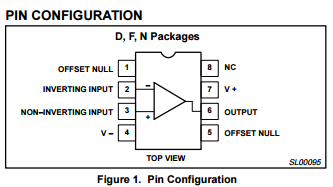 PIN CONFIGURATION
D, F, N Packages
OFFSET NULL 1 8 NC
INVERTING INPUT 2 – 7 V +
NON–INVERTING INPUT 3 + 6 OUTPUT
V – 4 5 OFFSET NULL
TOP VIEW
SL00095
Figure 1. Pin Configuration